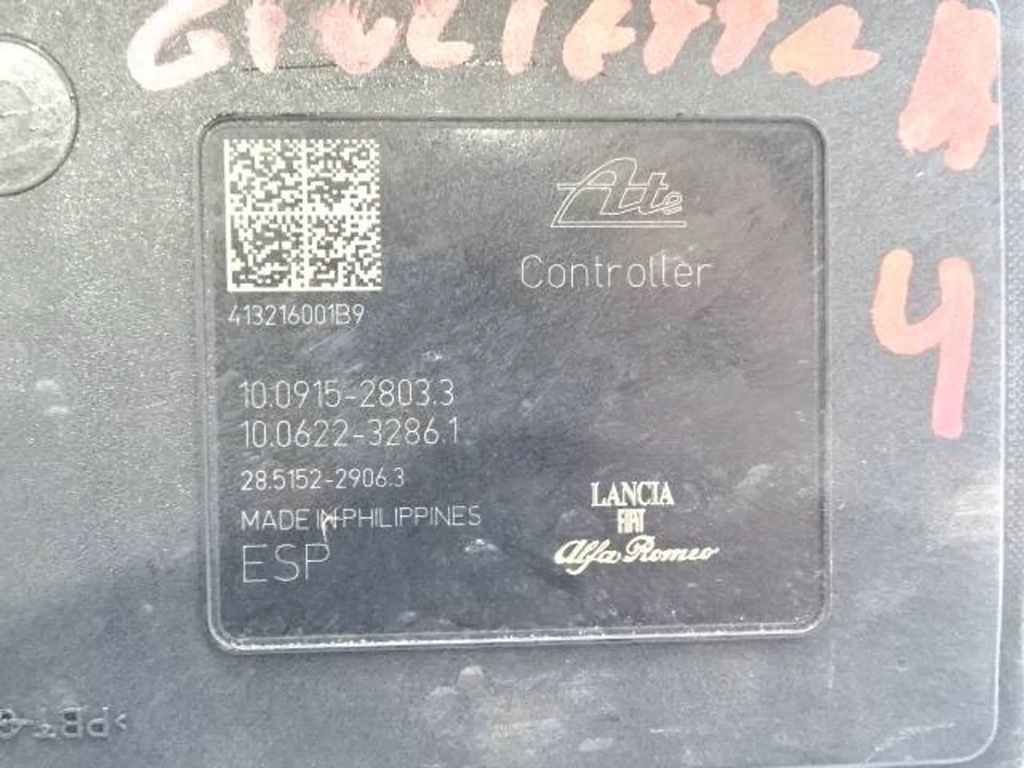 GIULIETTA
4
Ate
Controller
413216001B9
10.0915-2803.3
10.0622-3286.1
28.5152-2906.3
MADE IN PHILIPPINES
ESP
LANCIA
FIAT
Alfa Romeo